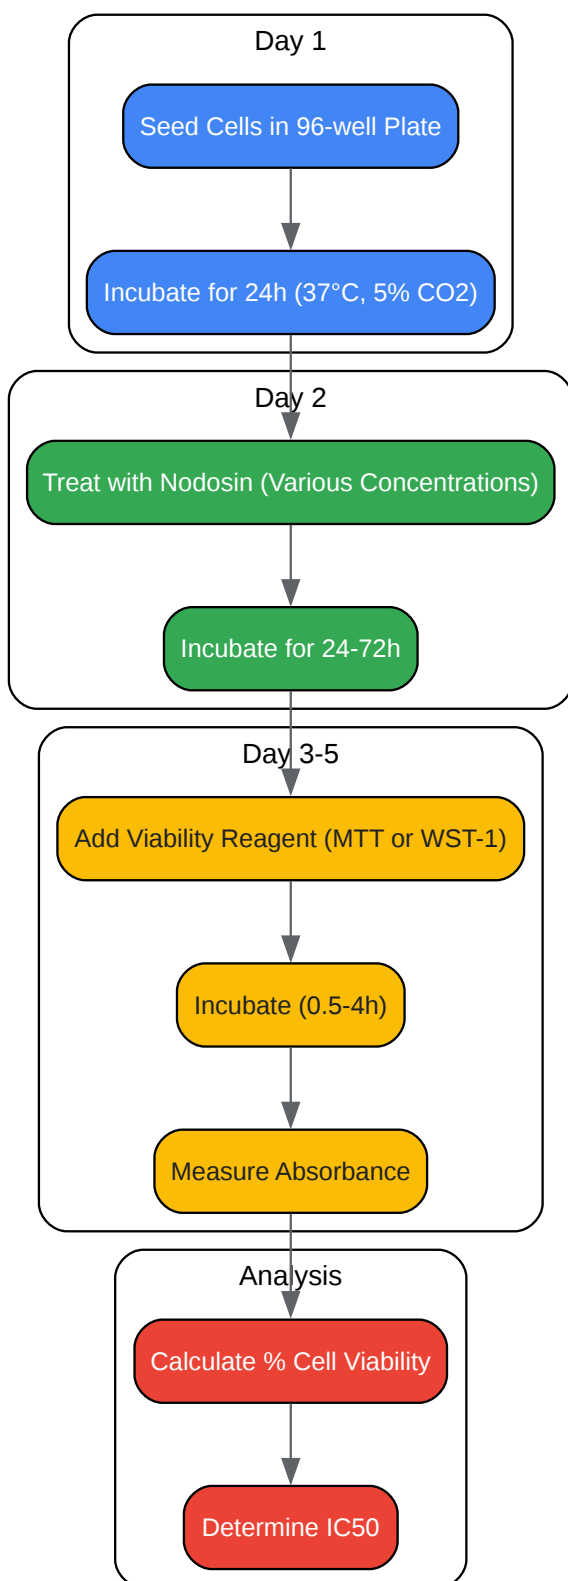 Day 1
Seed Cells in 96-well Plate
Incubate for 24h (37°C, 5% CO2)
Day 2
Treat with Nodosin (Various Concentrations)
Incubate for 24-72h
Day 3-5
Add Viability Reagent (MTT or WST-1)
Incubate (0.5-4h)
Measure Absorbance
Analysis
Calculate % Cell Viability
Determine IC50